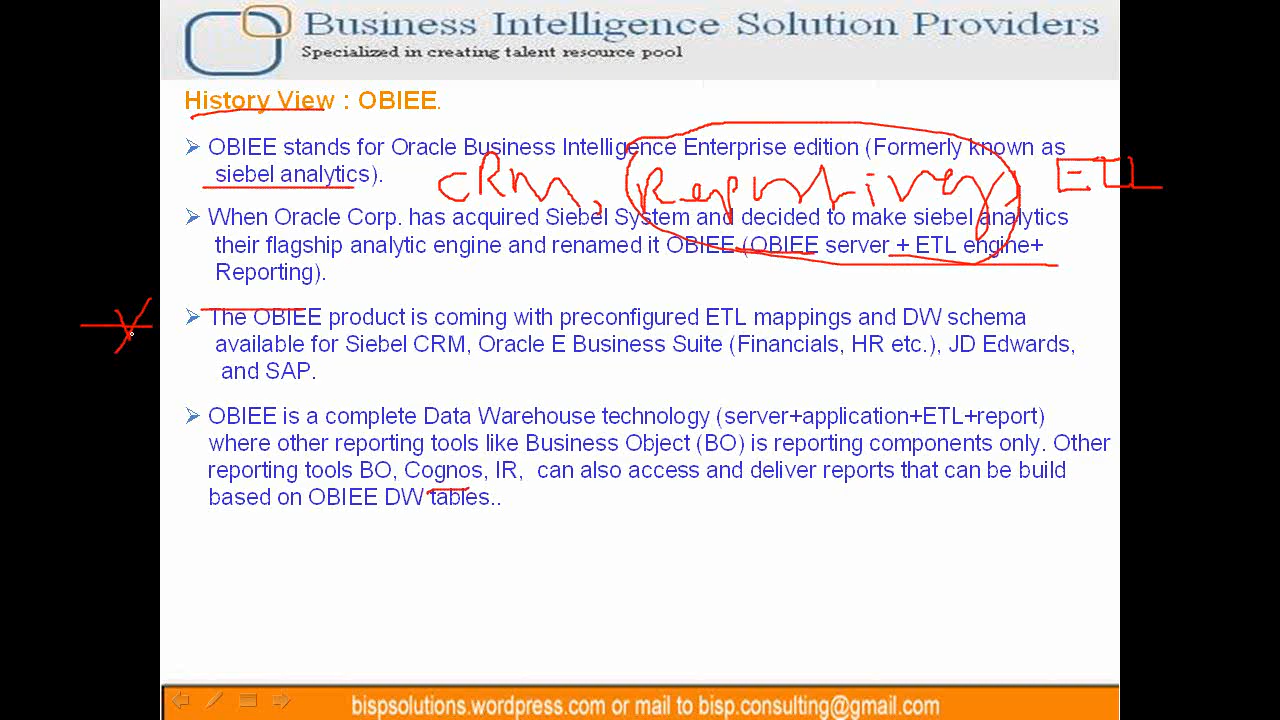 Business Intelligence Solution Providers
Specialized in creating talent resource pool
History View : OBIEE.
OBIEE stands for Oracle Business Intelligence Enterprise edition (Formerly known as
siebel analytics).
CRM, Reporting, ETL
When Oracle Corp. has acquired Siebel System and decided to make siebel analytics
their flagship analytic engine and renamed it OBIEE (OBIEE server + ETL engine+
Reporting).
The OBIEE product is coming with preconfigured ETL mappings and DW schema
available for Siebel CRM, Oracle E Business Suite (Financials, HR etc.), JD Edwards,
and SAP.
OBIEE is a complete Data Warehouse technology (server+application+ETL+report)
where other reporting tools like Business Object (BO) is reporting components only. Other
reporting tools BO, Cognos, IR, can also access and deliver reports that can be build
based on OBIEE DW tables..
bispsolutions.wordpress.com or mail to bisp.consulting@gmail.com